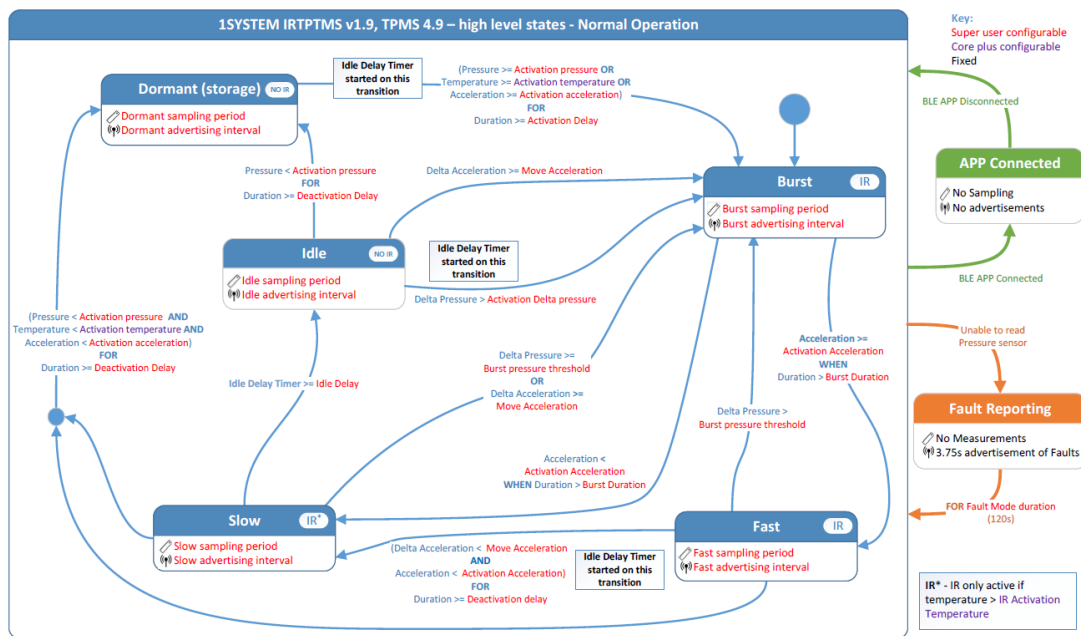 1SYSTEM IRTPTMS v1.9, TPMS 4.9 – high level states - Normal Operation
Key:
Super user configurable
Core plus configurable
Fixed
Dormant (storage)
NO IR
Dormant sampling period
Dormant advertising interval
Idle Delay Timer
started on this
transition
(Pressure >= Activation pressure OR
Temperature >= Activation temperature OR
Acceleration >= Activation acceleration)
FOR
Duration >= Activation Delay
BLE APP Disconnected
APP Connected
No Sampling
No advertisements
BLE APP Connected
Pressure < Activation pressure
FOR
Duration >= Deactivation Delay
Delta Acceleration >= Move Acceleration
Burst
IR
Burst sampling period
Burst advertising interval
Idle
NO IR
Idle sampling period
Idle advertising interval
Idle Delay Timer
started on this
transition
Delta Pressure > Activation Delta pressure
(Pressure < Activation pressure AND
Temperature < Activation temperature AND
Acceleration < Activation acceleration)
FOR
Duration >= Deactivation Delay
Idle Delay Timer >= Idle Delay
Delta Pressure >=
Burst pressure threshold
OR
Delta Acceleration >=
Move Acceleration
Acceleration >=
Activation Acceleration
WHEN
Duration > Burst Duration
Unable to read
Pressure sensor
Fault Reporting
No Measurements
3.75s advertisement of Faults
FOR Fault Mode duration
(120s)
Delta Pressure >
Burst pressure threshold
Acceleration <
Activation Acceleration
WHEN Duration > Burst Duration
Slow
IR*
Slow sampling period
Slow advertising interval
Fast
IR
Fast sampling period
Fast advertising interval
(Delta Acceleration < Move Acceleration
AND
Acceleration < Activation Acceleration)
FOR
Duration >= Deactivation delay
Idle Delay Timer
started on this
transition
IR* - IR only active if
temperature > IR Activation
Temperature